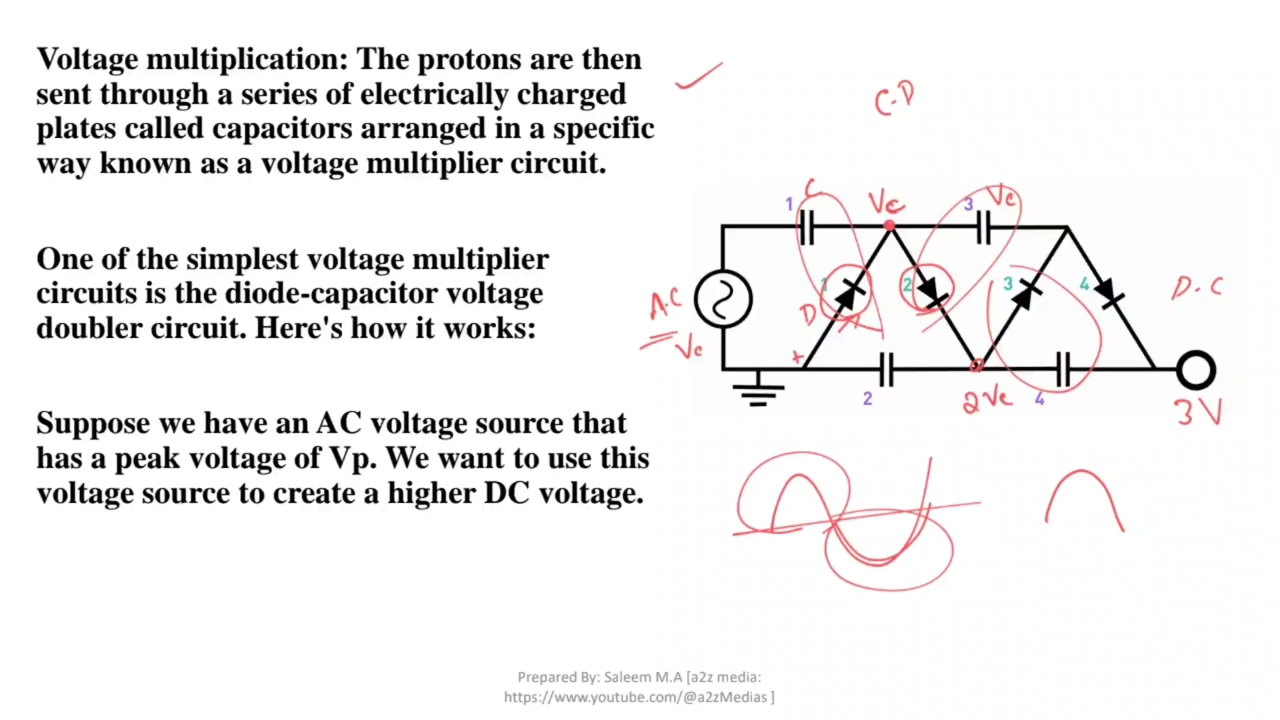 Voltage multiplication: The protons are then
sent through a series of electrically charged
plates called capacitors arranged in a specific
way known as a voltage multiplier circuit.
One of the simplest voltage multiplier
circuits is the diode-capacitor voltage
doubler circuit. Here's how it works:
Suppose we have an AC voltage source that
has a peak voltage of Vp. We want to use this
voltage source to create a higher DC voltage.
C-D
C
1
Vc
3
Vc
A.C
Vc
D
1
2
3
4
D.C
+
2
2Vc
4
3V
Prepared By: Saleem M.A [a2z media:
https://www.youtube.com/@a2zMedias ]